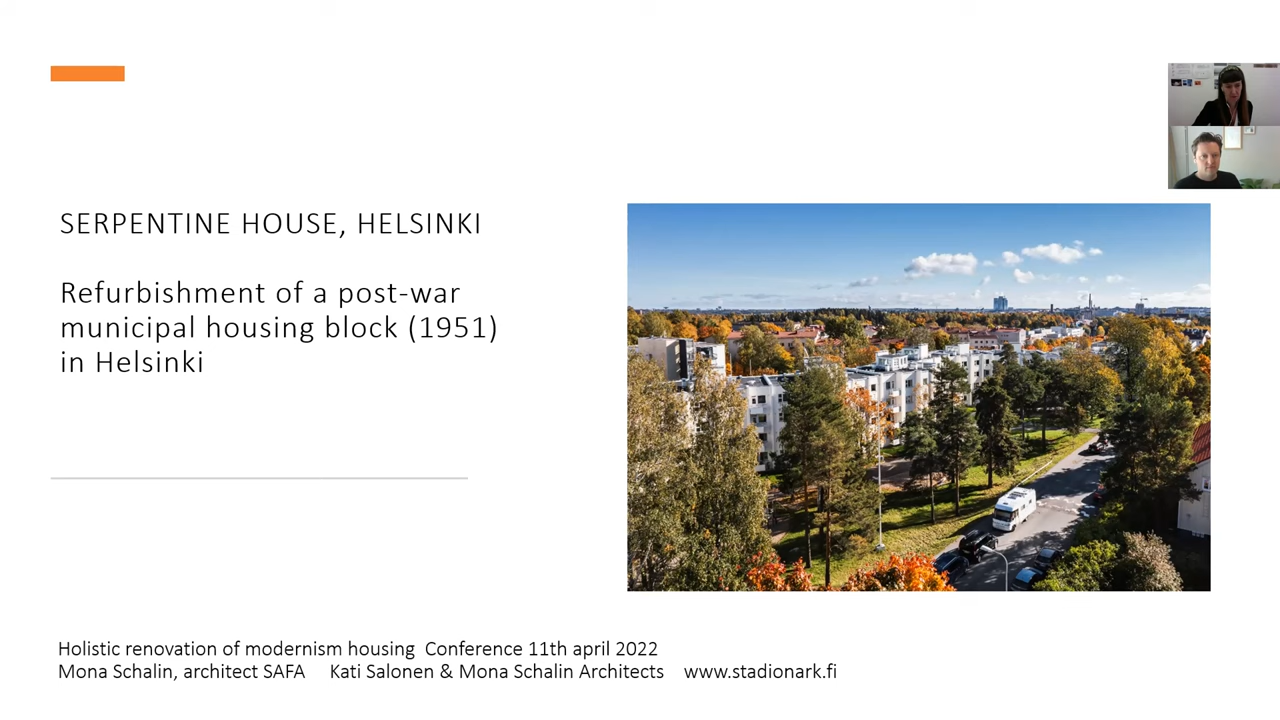 SERPENTINE HOUSE, HELSINKI
Refurbishment of a post-war
municipal housing block (1951)
in Helsinki
Holistic renovation of modernism housing Conference 11th april 2022
Mona Schalin, architect SAFA Kati Salonen & Mona Schalin Architects www.stadionark.fi